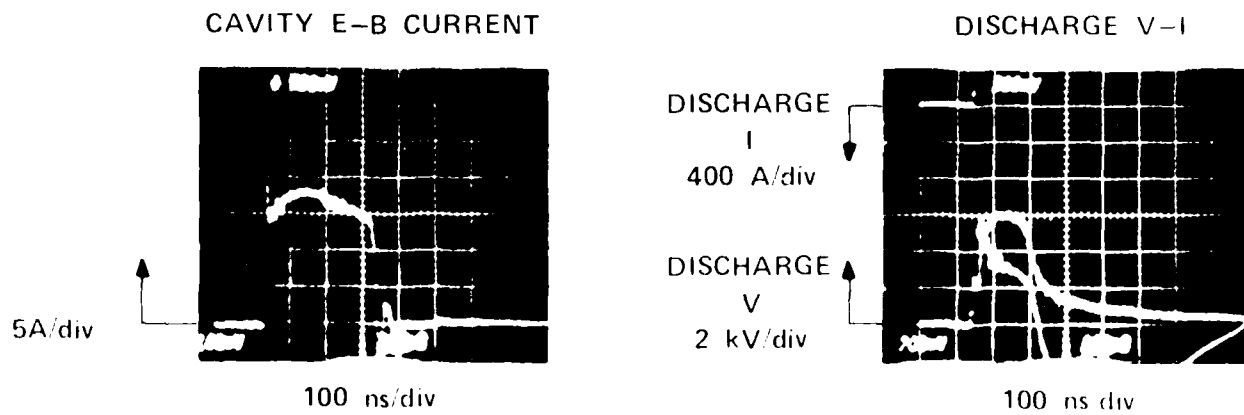 CAVITY E–B CURRENT
5A/div
100 ns/div
DISCHARGE V–I
DISCHARGE
I
400 A/div
DISCHARGE
V
2 kV/div
100 ns div